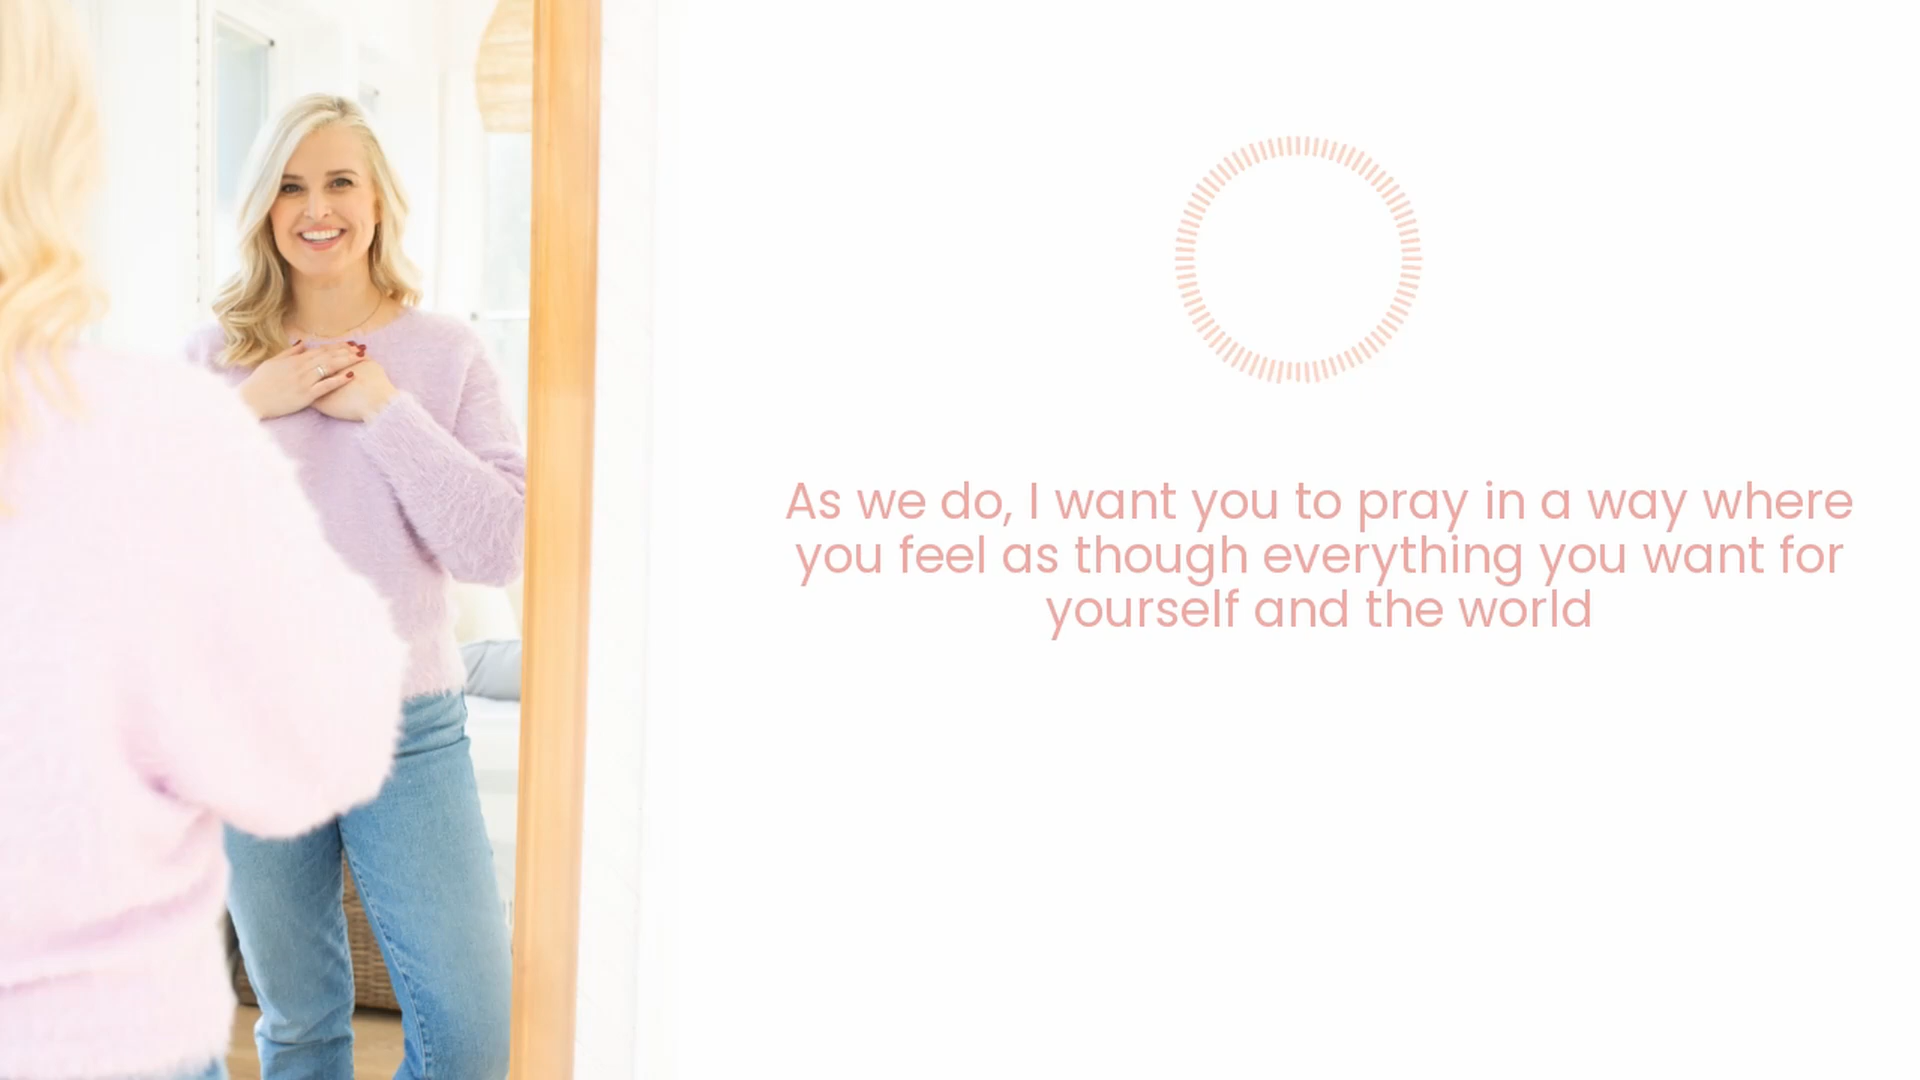 As we do, I want you to pray in a way where
you feel as though everything you want for
yourself and the world